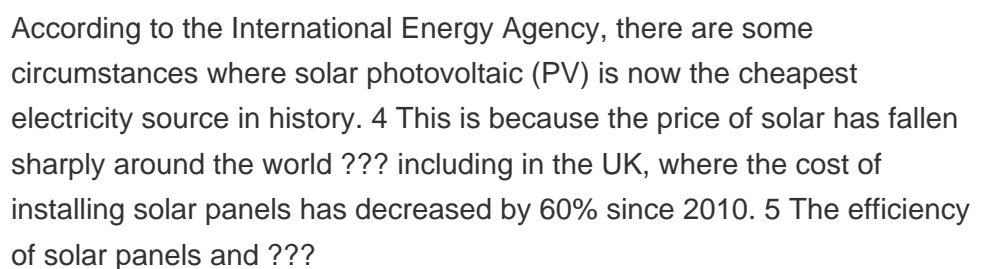 According to the International Energy Agency, there are some
circumstances where solar photovoltaic (PV) is now the cheapest
electricity source in history. 4 This is because the price of solar has fallen
sharply around the world ??? including in the UK, where the cost of
installing solar panels has decreased by 60% since 2010. 5 The efficiency
of solar panels and ???